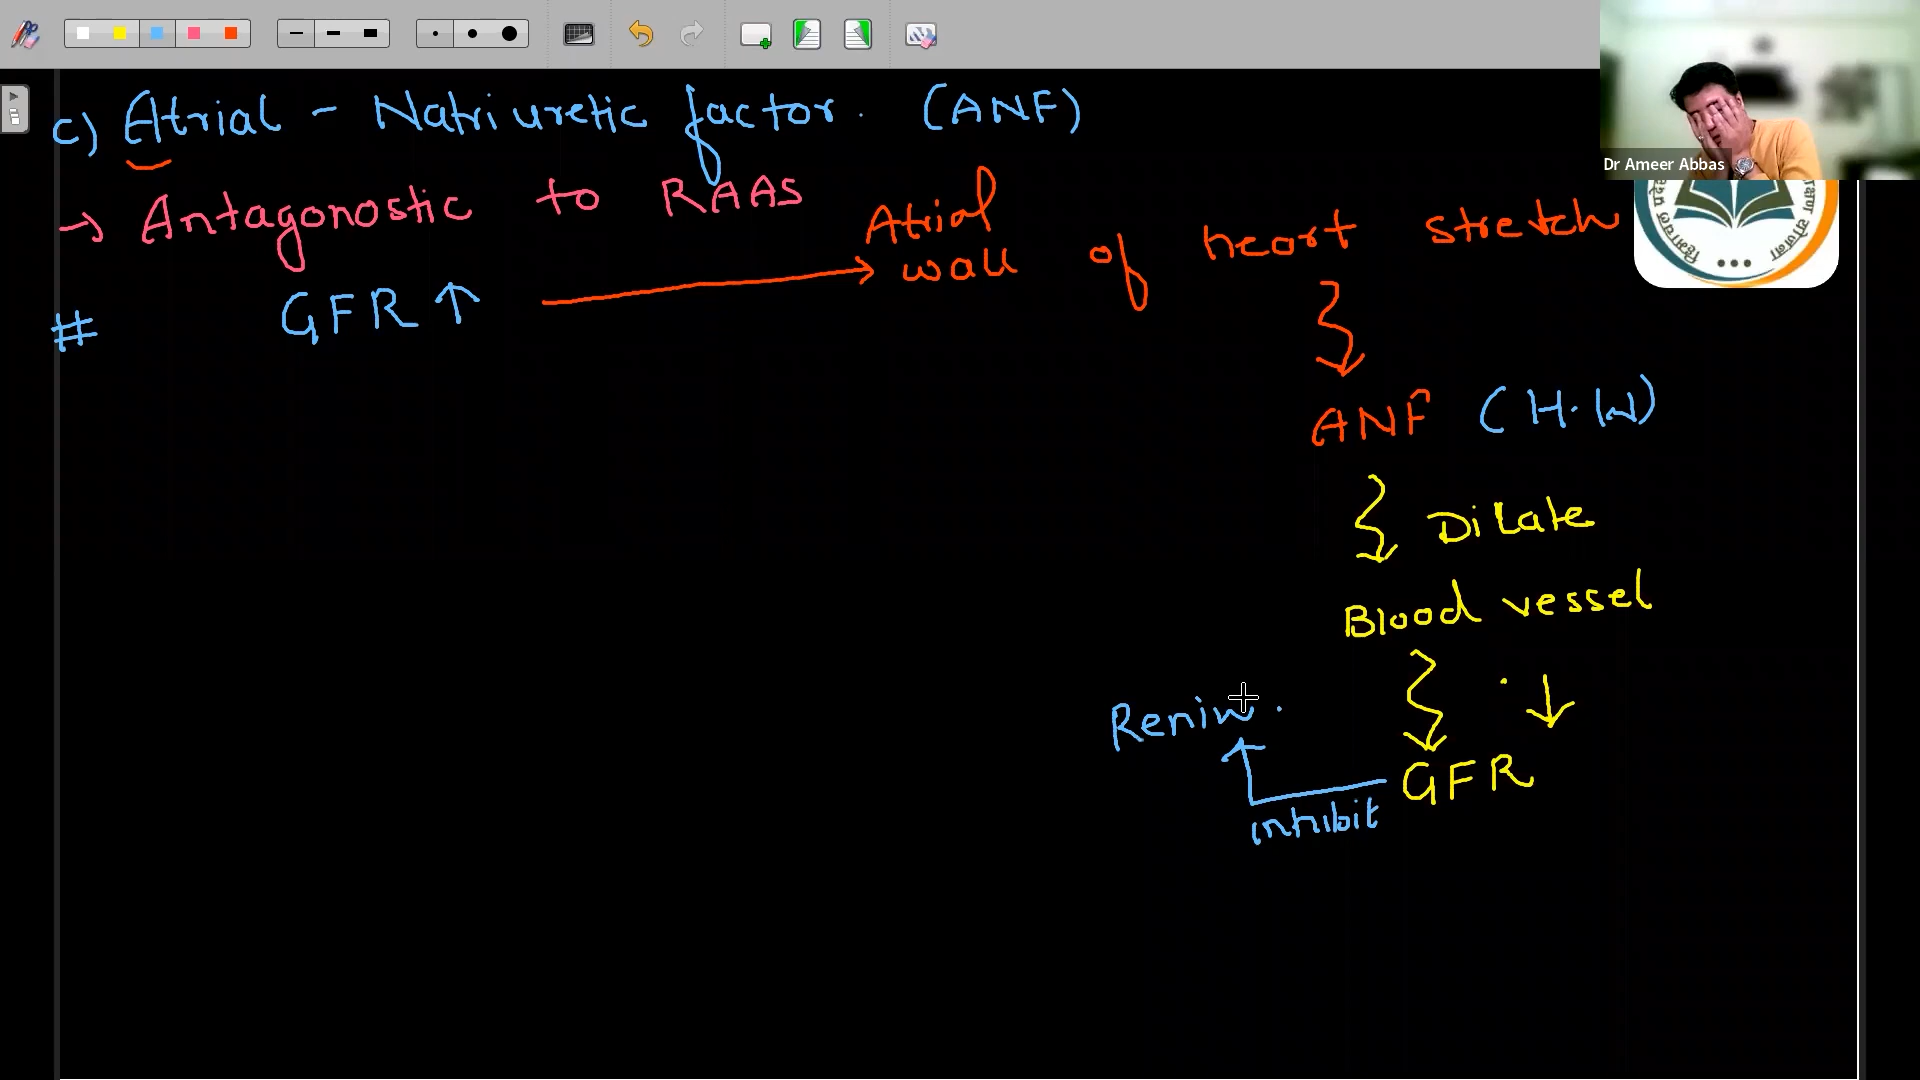 c) Atrial - Natriuretic factor. (ANF)
Dr Ameer Abbas
→ Antagonostic to RAAS
# GFR ↑ → Atrial wall of heart stretch
ANF (H.W)
Dilate
Blood vessel
↓
Renin.
GFR
inhibit